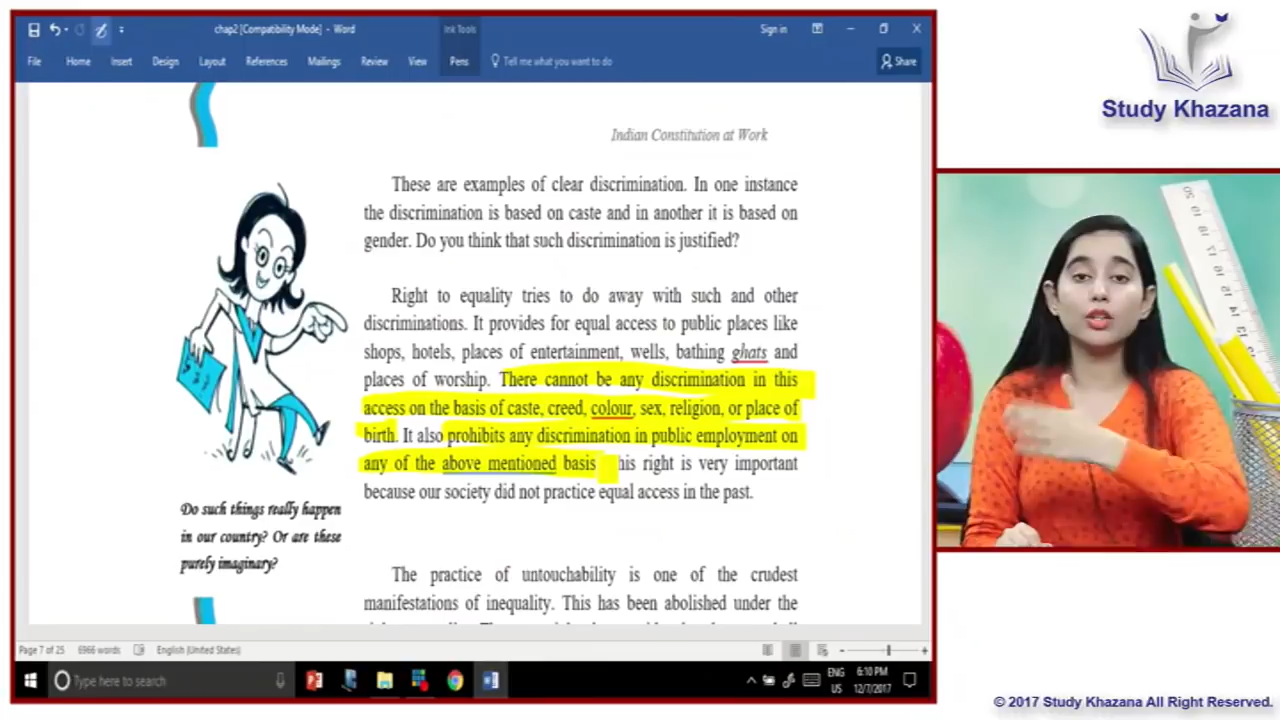 chap2 [Compatibility Mode] - Word
Ink Tools
Sign in
File
Home
Insert
Design
Layout
References
Mailings
Review
View
Pens
Tell me what you want to do
Share
Study Khazana
Indian Constitution at Work
These are examples of clear discrimination. In one instance
the discrimination is based on caste and in another it is based on
gender. Do you think that such discrimination is justified?
Right to equality tries to do away with such and other
discriminations. It provides for equal access to public places like
shops, hotels, places of entertainment, wells, bathing ghats and
places of worship. There cannot be any discrimination in this
access on the basis of caste, creed, colour, sex, religion, or place of
birth. It also prohibits any discrimination in public employment on
any of the above mentioned basis his right is very important
because our society did not practice equal access in the past.
Do such things really happen
in our country? Or are these
purely imaginary?
The practice of untouchability is one of the crudest
manifestations of inequality. This has been abolished under the
Page 7 of 25
6966 words
English (United States)
Type here to search
ENG
US
6:10 PM
12/7/2017
© 2017 Study Khazana All Right Reserved.